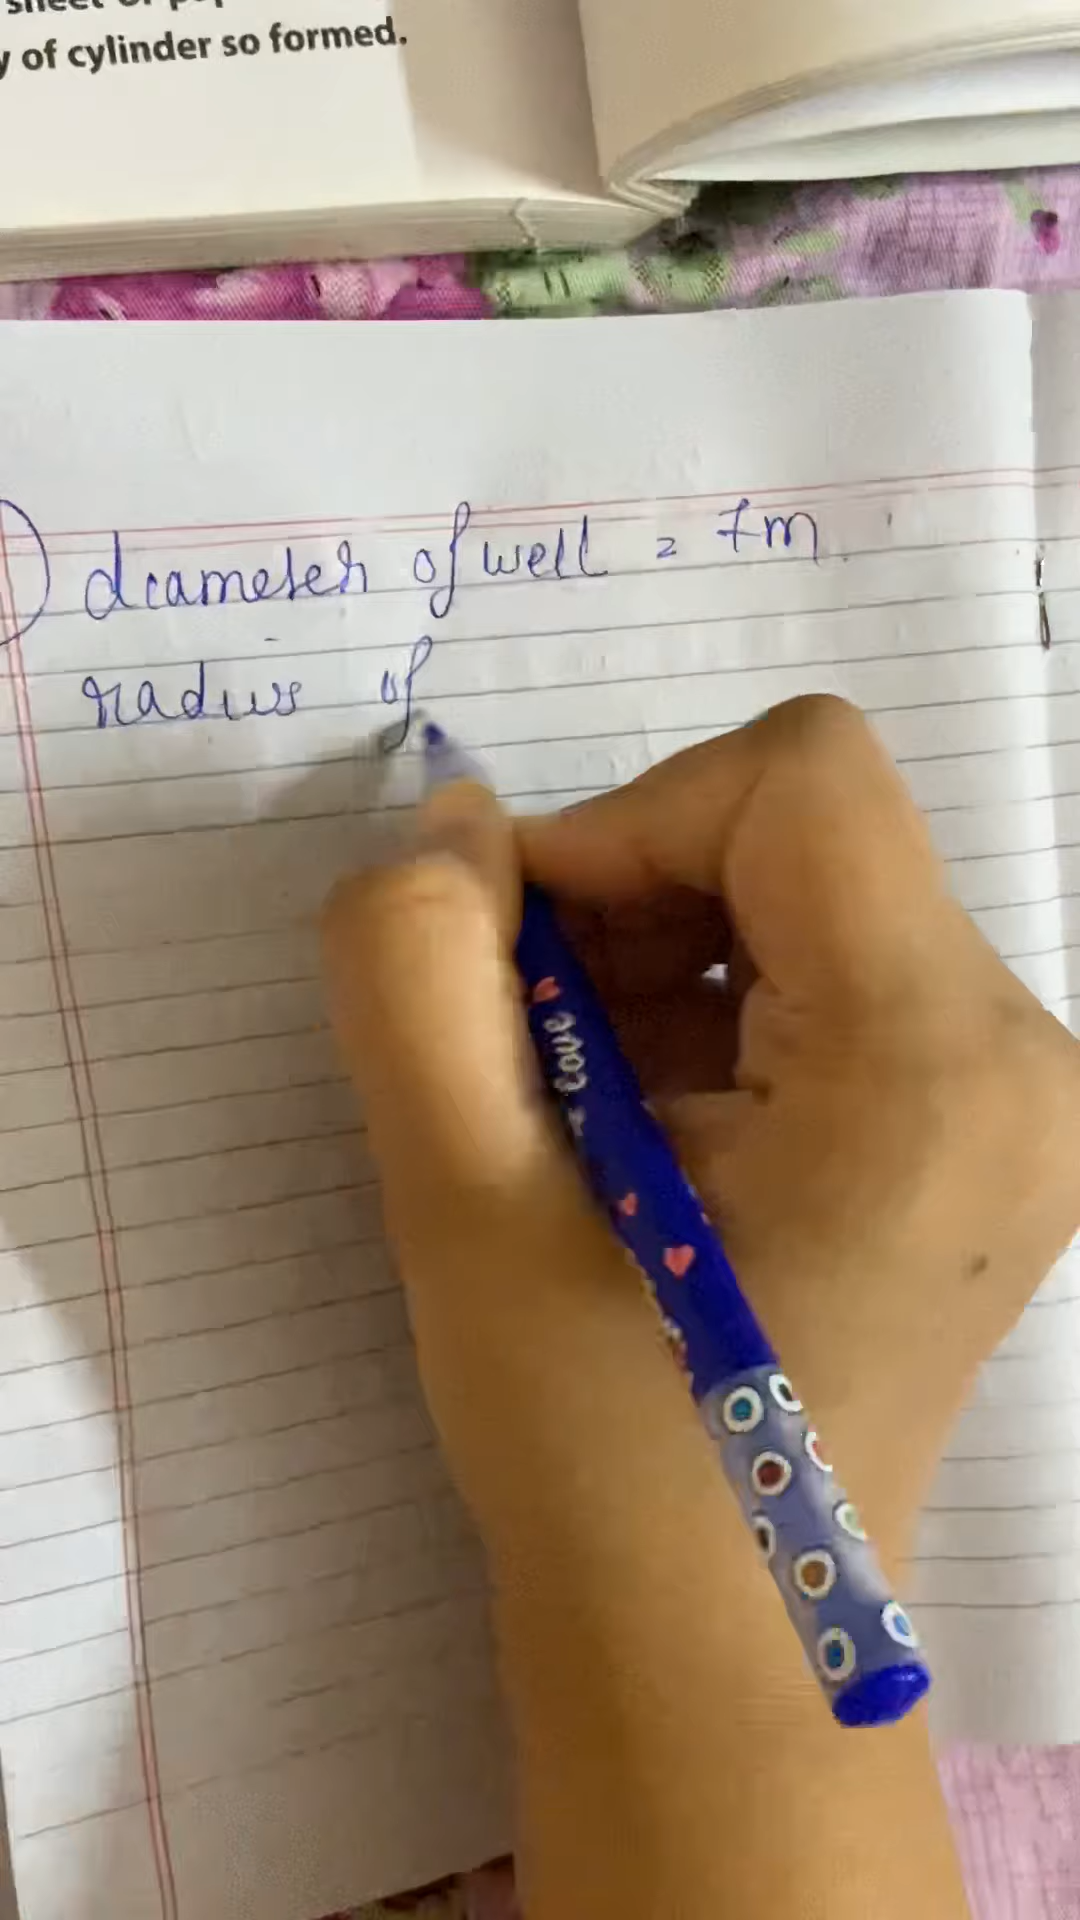 of cylinder so formed.
diameter of well = 7m.
radius of
love